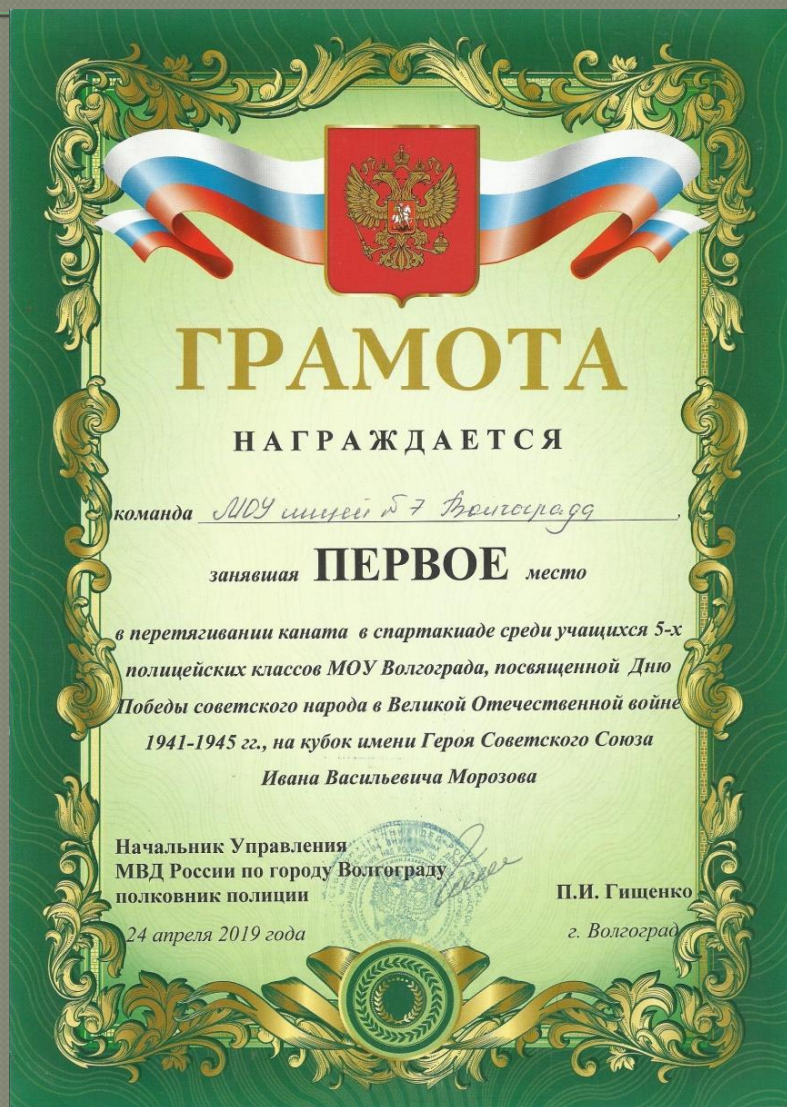 ГРАМОТА
НАГРАЖДАЕТСЯ
команда МОУ лицей №7 Волгограда,
занявшая ПЕРВОЕ место
в перетягивании каната в спартакиаде среди учащихся 5-х
полицейских классов МОУ Волгограда, посвященной Дню
Победы советского народа в Великой Отечественной войне
1941-1945 гг., на кубок имени Героя Советского Союза
Ивана Васильевича Морозова
Начальник Управления
МВД России по городу Волгограду
полковник полиции П.И. Гищенко
24 апреля 2019 года г. Волгоград